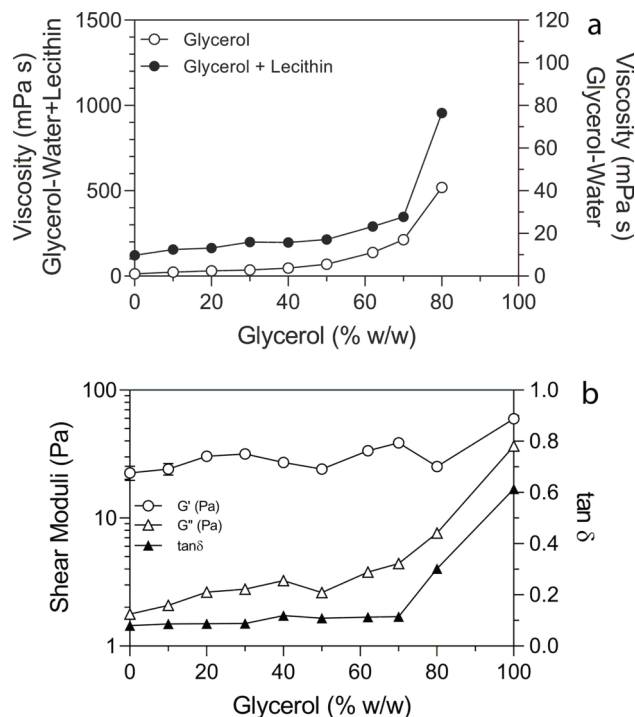 a
Viscosity (mPa s)
Glycerol-Water+Lecithin
1500
1000
500
0
Glycerol
Glycerol + Lecithin
120
100
80
60
40
20
0
Viscosity (mPa s)
Glycerol-Water
0 20 40 60 80 100
Glycerol (% w/w)
b
Shear Moduli (Pa)
100
10
1
G' (Pa)
G" (Pa)
tanδ
1.0
0.8
0.6
0.4
0.2
0.0
tan δ
0 20 40 60 80 100
Glycerol (% w/w)